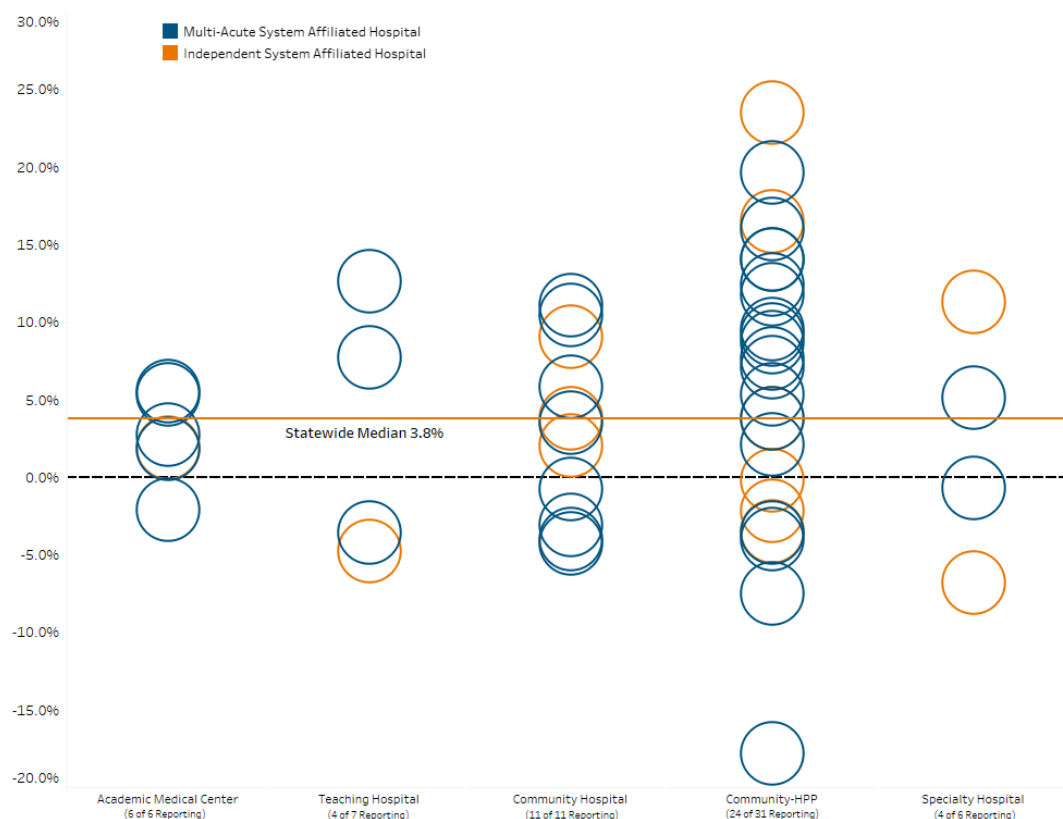 30.0%
Multi-Acute System Affiliated Hospital
Independent System Affiliated Hospital
25.0%
20.0%
15.0%
10.0%
5.0%
Statewide Median 3.8%
0.0%
-5.0%
-10.0%
-15.0%
-20.0%
Academic Medical Center
(6 of 6 Reporting)
Teaching Hospital
(4 of 7 Reporting)
Community Hospital
(11 of 11 Reporting)
Community-HPP
(24 of 31 Reporting)
Specialty Hospital
(4 of 6 Reporting)